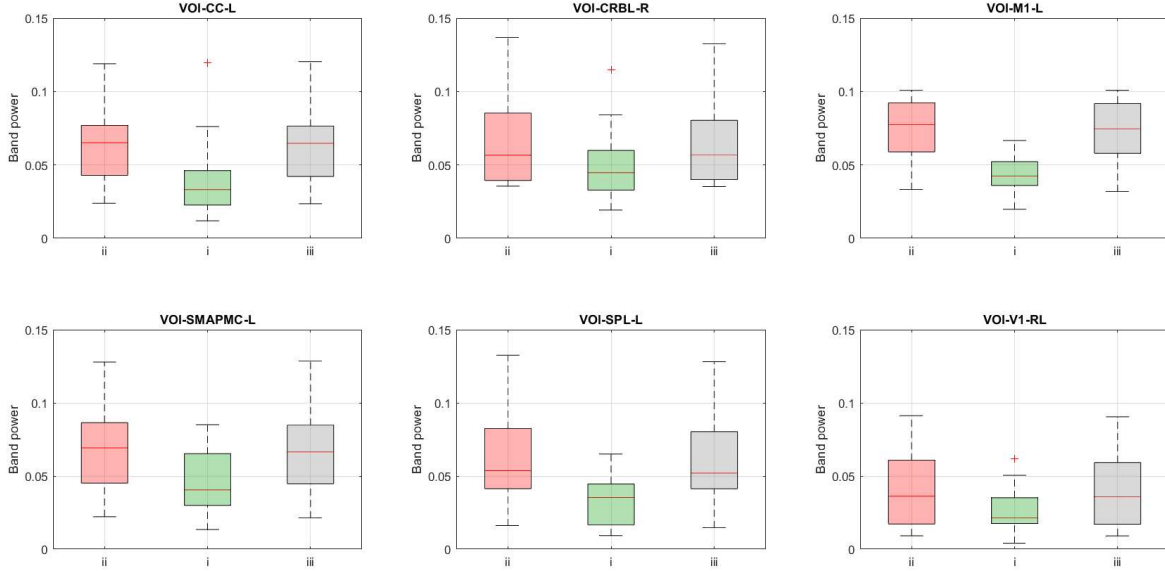 VOI-CC-L
0.15
0.1
0.05
0
Band power
ii i iii
VOI-CRBL-R
0.15
0.1
0.05
0
Band power
ii i iii
VOI-M1-L
0.15
0.1
0.05
0
Band power
ii i iii
VOI-SMAPMC-L
0.15
0.1
0.05
0
Band power
ii i iii
VOI-SPL-L
0.15
0.1
0.05
0
Band power
ii i iii
VOI-V1-RL
0.15
0.1
0.05
0
Band power
ii i iii